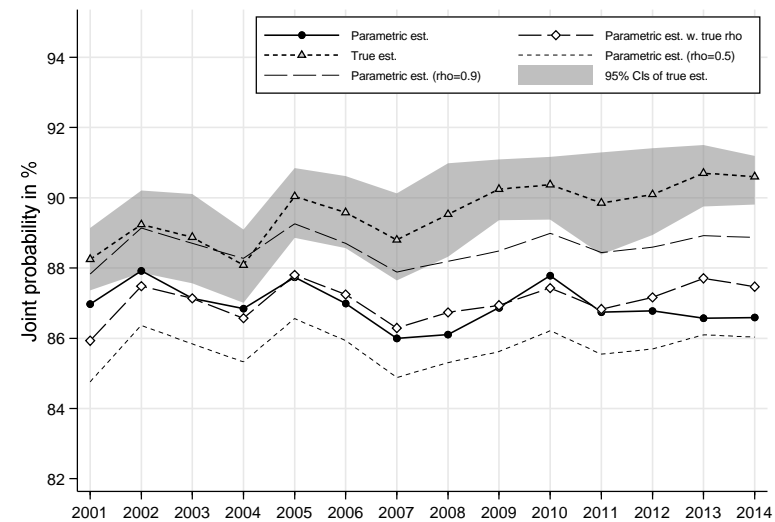 Parametric est.
Parametric est. w. true rho
True est.
Parametric est. (rho=0.5)
Parametric est. (rho=0.9)
95% CIs of true est.
Joint probability in %
94
92
90
88
86
84
82
2001 2002 2003 2004 2005 2006 2007 2008 2009 2010 2011 2012 2013 2014